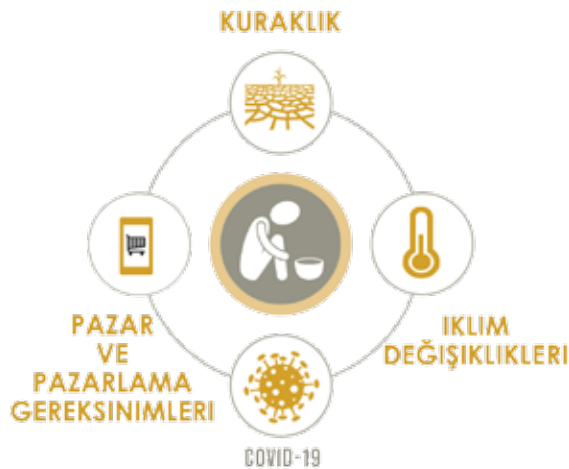 KURAKLIK
PAZAR
VE
PAZARLAMA
GEREKSINIMLERI
IKLIM
DEĞIŞIKLIKLERI
COVID-19